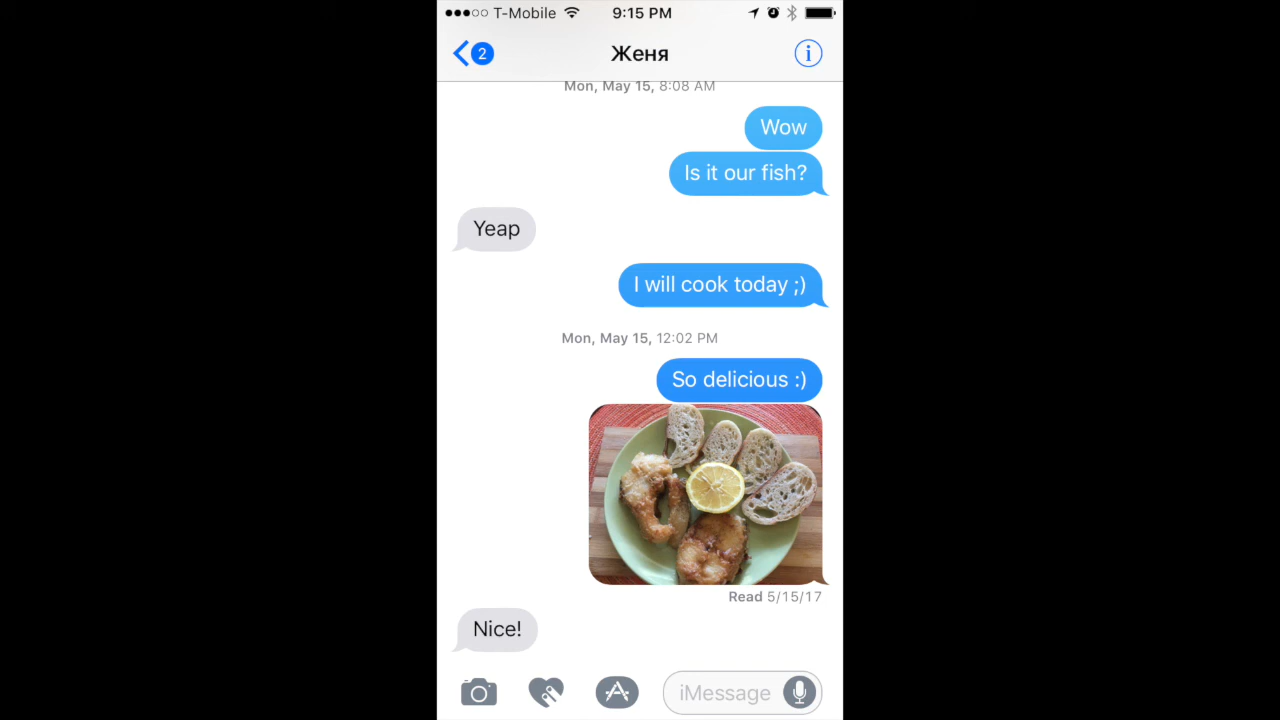 T-Mobile 9:15 PM
2 Женя i
Mon, May 15, 8:08 AM
Wow
Is it our fish?
Yeap
I will cook today ;)
Mon, May 15, 12:02 PM
So delicious :)
Read 5/15/17
Nice!
iMessage